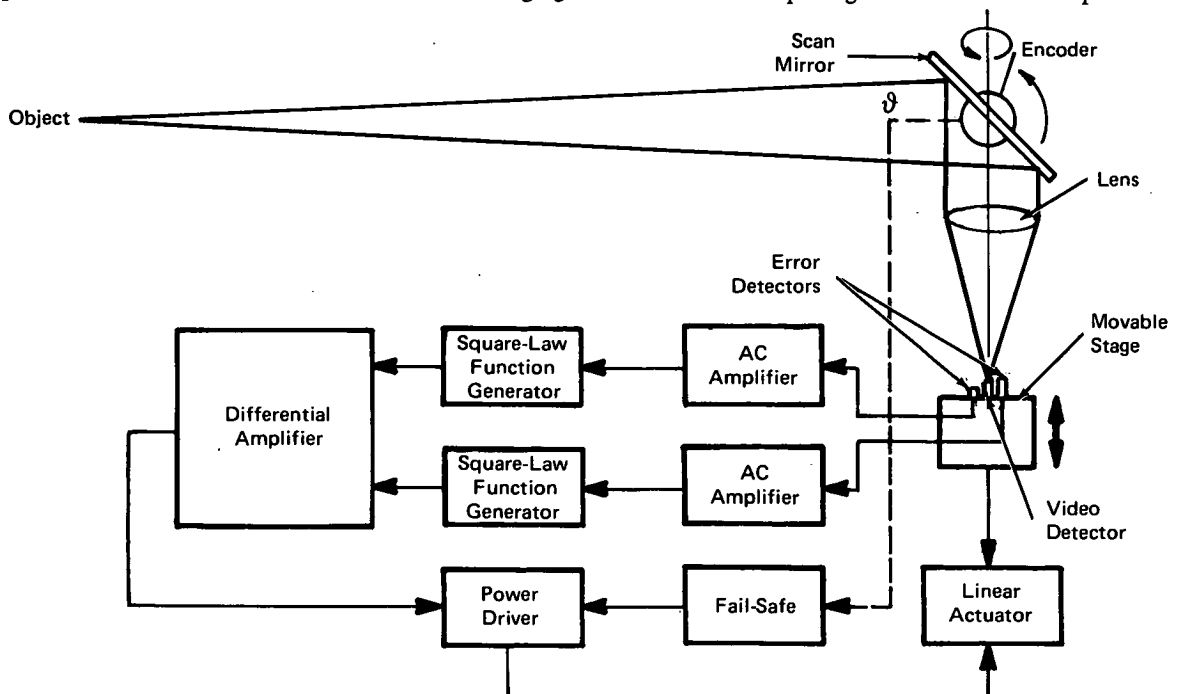 Scan
Mirror
Encoder
ϑ
Object
Lens
Error
Detectors
Movable
Stage
Square-Law
Function
Generator
AC
Amplifier
Differential
Amplifier
Square-Law
Function
Generator
AC
Amplifier
Video
Detector
Power
Driver
Fail-Safe
Linear
Actuator